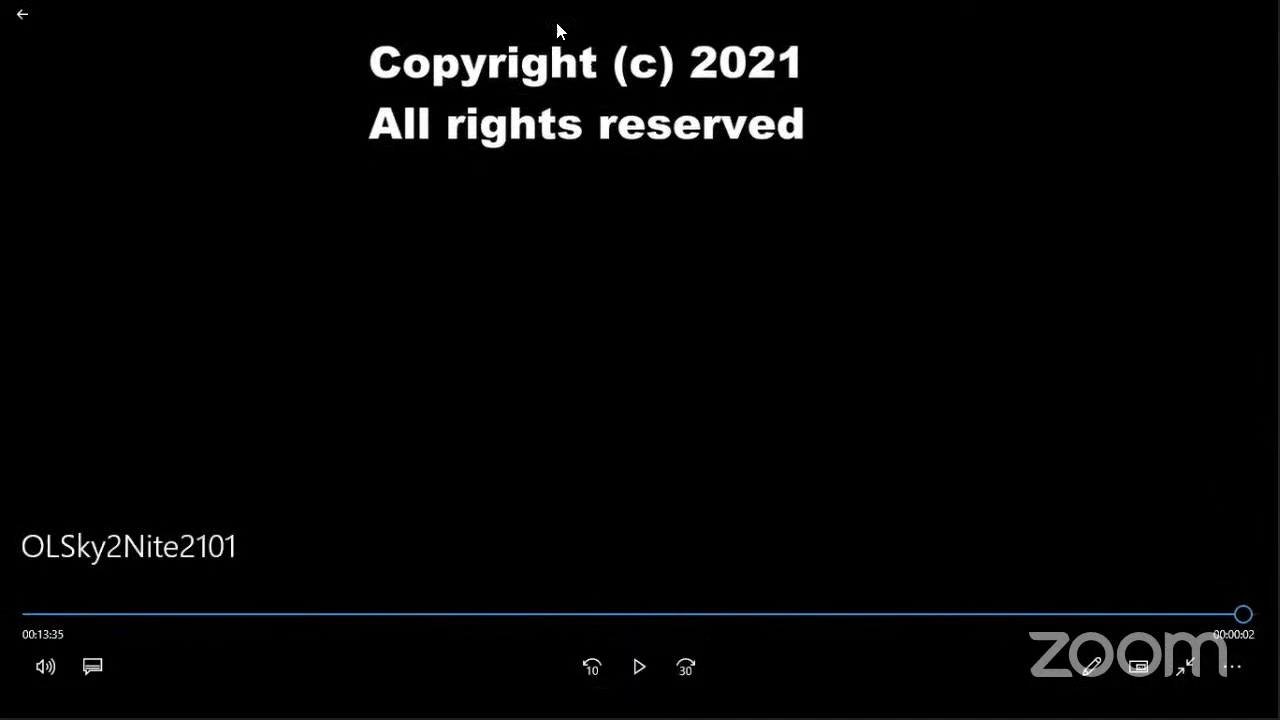 Copyright (c) 2021
All rights reserved
OLSky2Nite2101
00:13:35
00:00:02
10
30
zoom